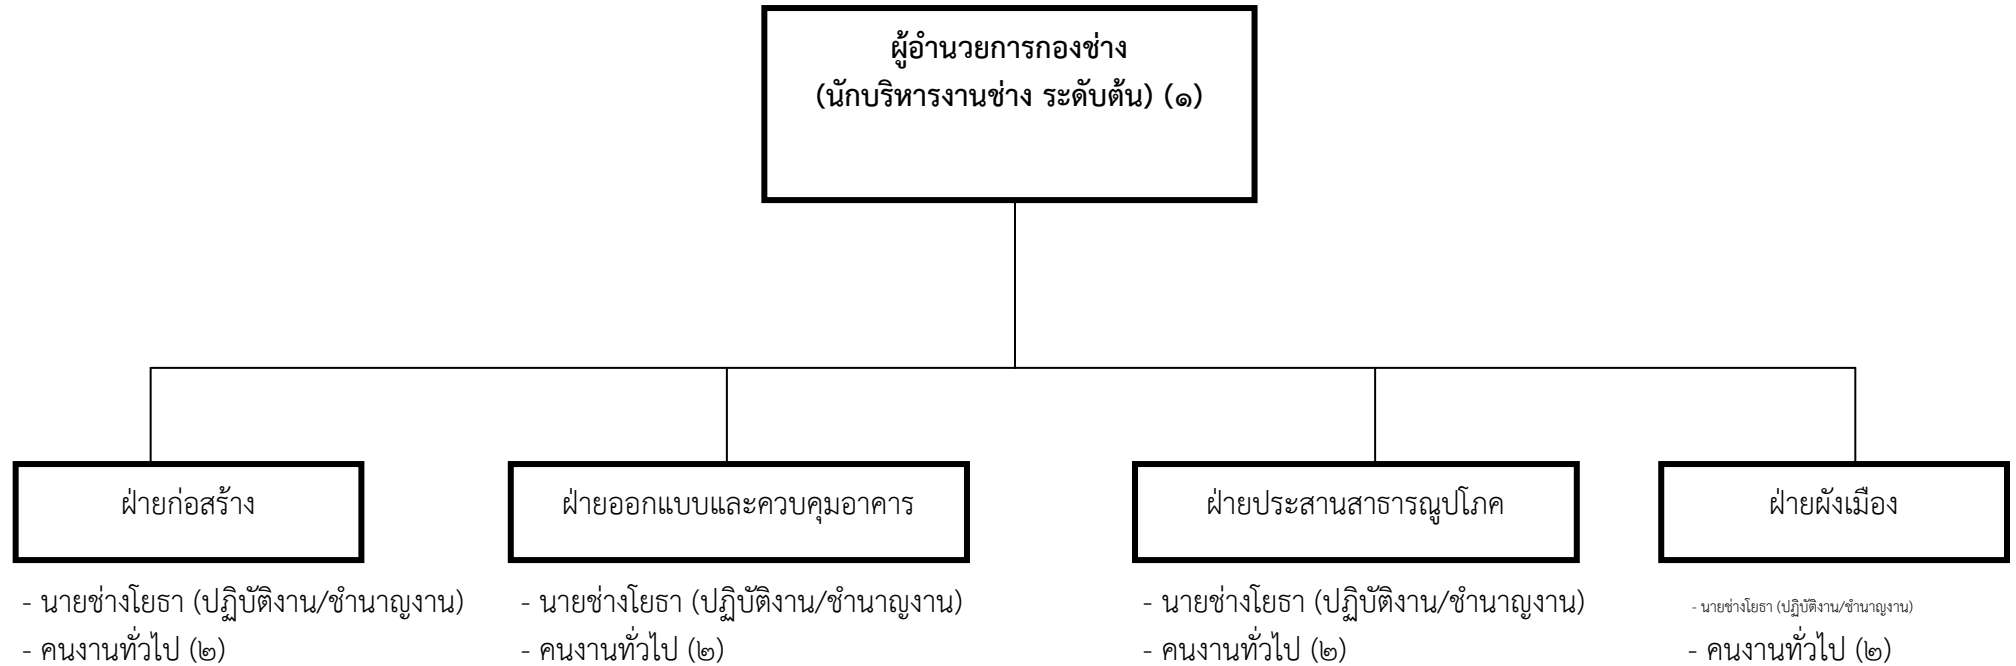 ผู้อำนวยการกองช่าง
(นักบริหารงานช่าง ระดับต้น) (๑)
ฝ่ายก่อสร้าง
- นายช่างโยธา (ปฏิบัติงาน/ชำนาญงาน)
- คนงานทั่วไป (๒)
ฝ่ายออกแบบและควบคุมอาคาร
- นายช่างโยธา (ปฏิบัติงาน/ชำนาญงาน)
- คนงานทั่วไป (๒)
ฝ่ายประสานสาธารณูปโภค
- นายช่างโยธา (ปฏิบัติงาน/ชำนาญงาน)
- คนงานทั่วไป (๒)
ฝ่ายผังเมือง
- นายช่างโยธา (ปฏิบัติงาน/ชำนาญงาน)
- คนงานทั่วไป (๒)